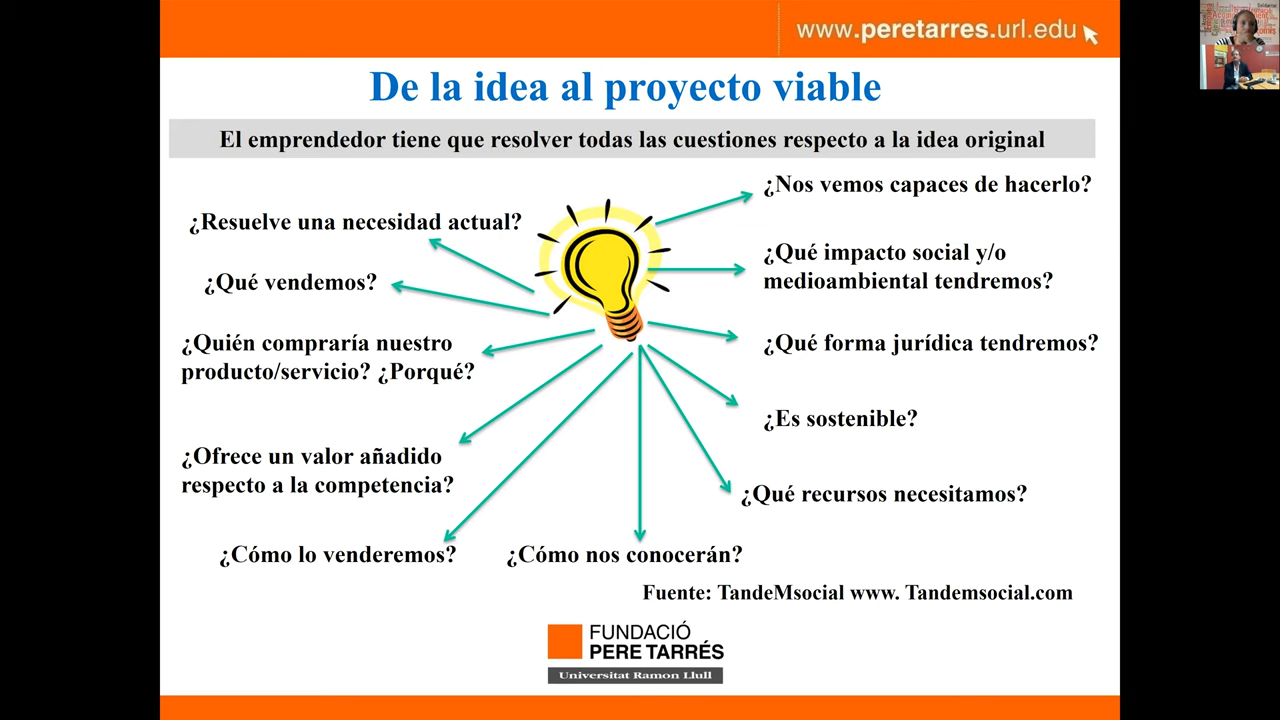 www.peretarres.url.edu
De la idea al proyecto viable
El emprendedor tiene que resolver todas las cuestiones respecto a la idea original
¿Resuelve una necesidad actual?
¿Qué vendemos?
¿Quién compraría nuestro
producto/servicio? ¿Porqué?
¿Ofrece un valor añadido
respecto a la competencia?
¿Cómo lo venderemos?
¿Cómo nos conocerán?
¿Nos vemos capaces de hacerlo?
¿Qué impacto social y/o
medioambiental tendremos?
¿Qué forma jurídica tendremos?
¿Es sostenible?
¿Qué recursos necesitamos?
Fuente: TandeMsocial www. Tandemsocial.com
FUNDACIÓ
PERE TARRÉS
Universitat Ramon Llull